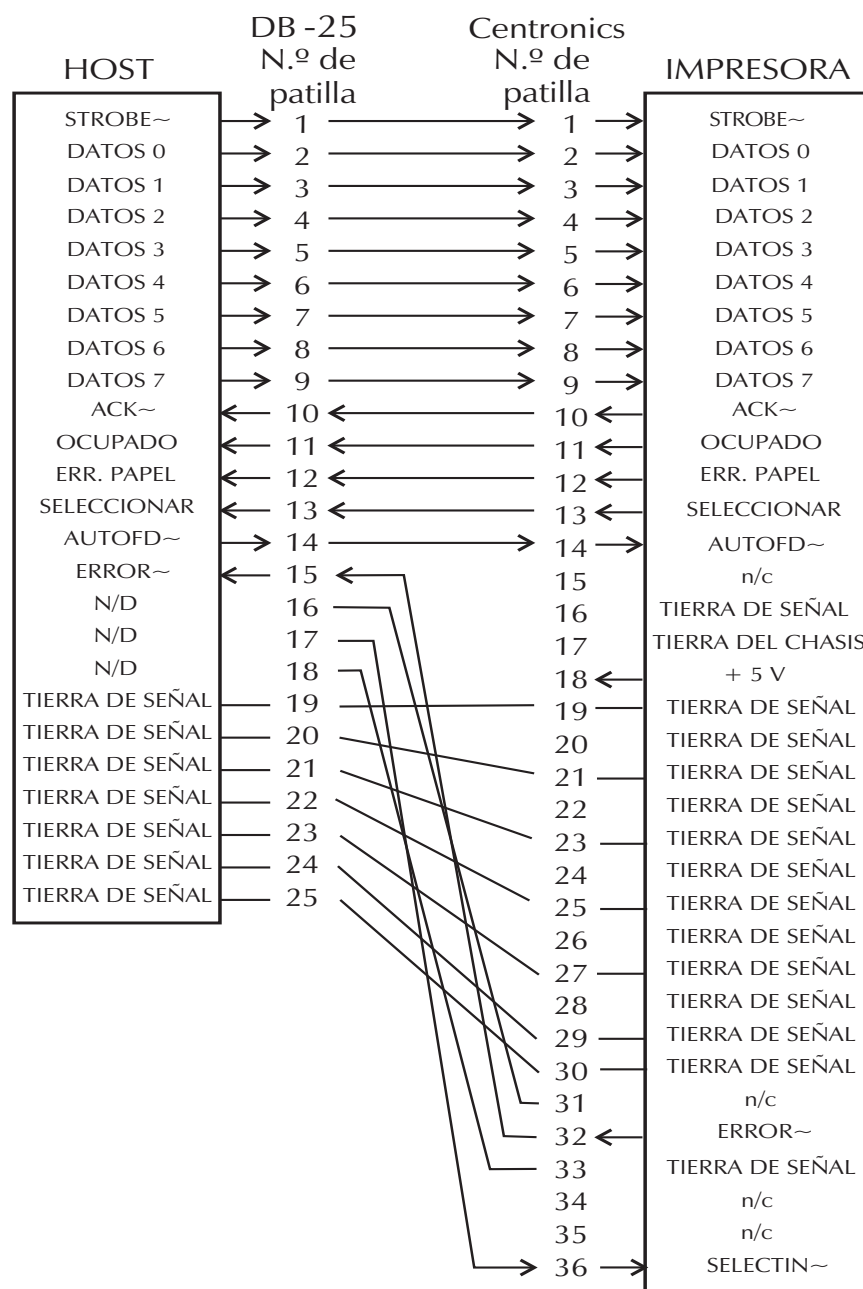 DB -25
N.º de
patilla
Centronics
N.º de
patilla
HOST
IMPRESORA
STROBE~ 1 1 STROBE~
DATOS 0 2 2 DATOS 0
DATOS 1 3 3 DATOS 1
DATOS 2 4 4 DATOS 2
DATOS 3 5 5 DATOS 3
DATOS 4 6 6 DATOS 4
DATOS 5 7 7 DATOS 5
DATOS 6 8 8 DATOS 6
DATOS 7 9 9 DATOS 7
ACK~ 10 10 ACK~
OCUPADO 11 11 OCUPADO
ERR. PAPEL 12 12 ERR. PAPEL
SELECCIONAR 13 13 SELECCIONAR
AUTOFD~ 14 14 AUTOFD~
ERROR~ 15 15 n/c
N/D 16 16 TIERRA DE SEÑAL
N/D 17 17 TIERRA DEL CHASIS
N/D 18 18 + 5 V
TIERRA DE SEÑAL 19 19 TIERRA DE SEÑAL
TIERRA DE SEÑAL 20 20 TIERRA DE SEÑAL
TIERRA DE SEÑAL 21 21 TIERRA DE SEÑAL
TIERRA DE SEÑAL 22 22 TIERRA DE SEÑAL
TIERRA DE SEÑAL 23 23 TIERRA DE SEÑAL
TIERRA DE SEÑAL 24 24 TIERRA DE SEÑAL
TIERRA DE SEÑAL 25 25 TIERRA DE SEÑAL
26 TIERRA DE SEÑAL
27 TIERRA DE SEÑAL
28 TIERRA DE SEÑAL
29 TIERRA DE SEÑAL
30 TIERRA DE SEÑAL
31 n/c
32 ERROR~
33 TIERRA DE SEÑAL
34 n/c
35 n/c
36 SELECTIN~